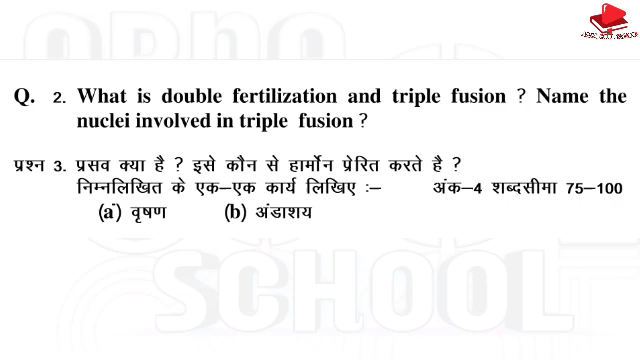 Q. 2. What is double fertilization and triple fusion ? Name the
nuclei involved in triple fusion ?
प्रश्न 3. प्रसव क्या है ? इसे कौन से हार्मोन प्रेरित करते है ?
निम्नलिखित के एक–एक कार्य लिखिए :– अंक–4 शब्दसीमा 75–100
(a) वृषण (b) अंडाशय
SCHOOL